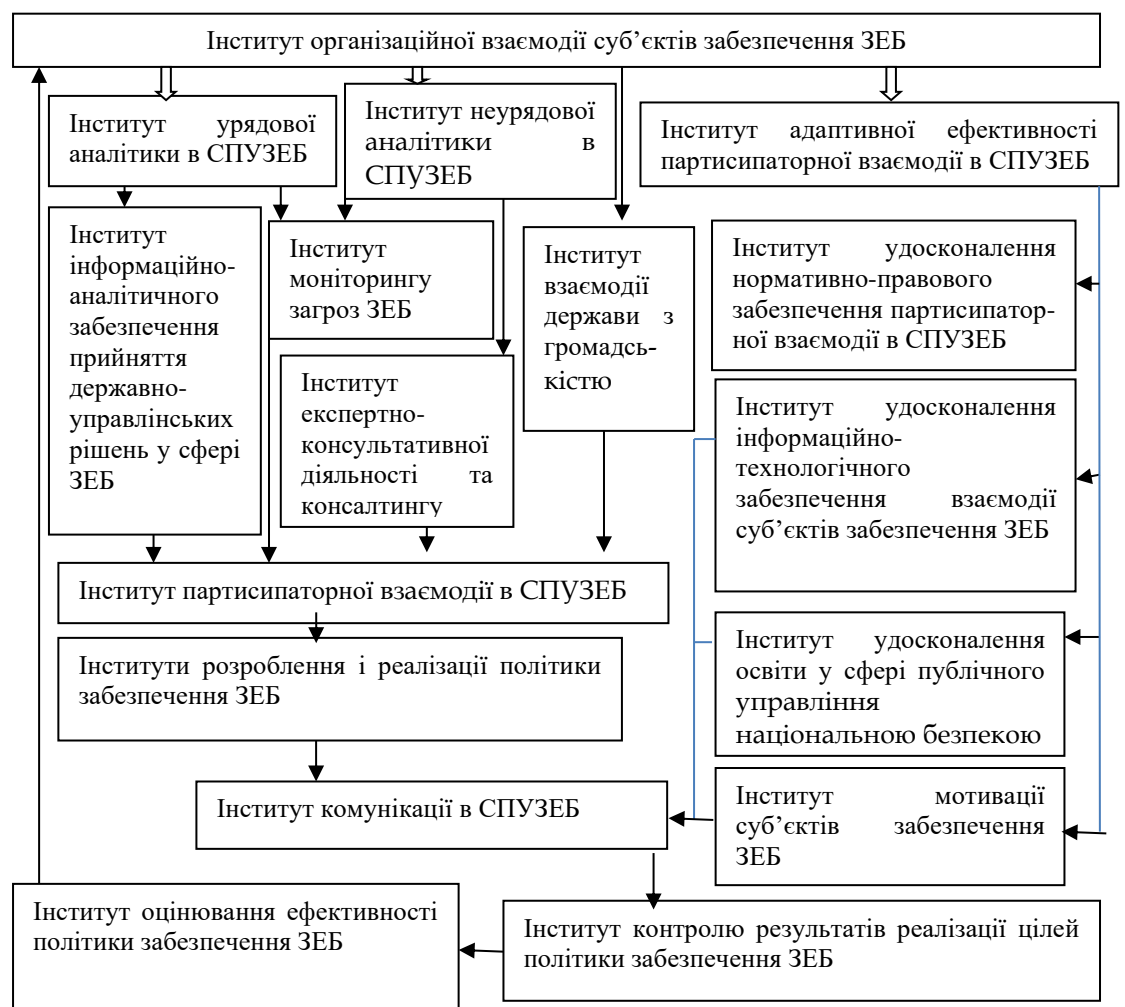 Інститут організаційної взаємодії суб’єктів забезпечення ЗЕБ
Інститут урядової
аналітики в СПУЗЕБ
Інститут неурядової
аналітики в
СПУЗЕБ
Інститут адаптивної ефективності
партисипаторної взаємодії в СПУЗЕБ
Інститут
інформаційно-
аналітичного
забезпечення
прийняття
державно-
управлінських
рішень у сфері
ЗЕБ
Інститут
моніторингу
загроз ЗЕБ
Інститут
взаємодії
держави з
громадсь-
кістю
Інститут удосконалення
нормативно-правового
забезпечення партисипатор-
ної взаємодії в СПУЗЕБ
Інститут
експертно-
консультативної
діяльності та
консалтингу
Інститут удосконалення
інформаційно-
технологічного
забезпечення взаємодії
суб’єктів забезпечення ЗЕБ
Інститут партисипаторної взаємодії в СПУЗЕБ
Інститути розроблення і реалізації політики
забезпечення ЗЕБ
Інститут удосконалення
освіти у сфері публічного
управління
національною безпекою
Інститут комунікації в СПУЗЕБ
Інститут мотивації
суб’єктів забезпечення
ЗЕБ
Інститут оцінювання ефективності
політики забезпечення ЗЕБ
Інститут контролю результатів реалізації цілей
політики забезпечення ЗЕБ